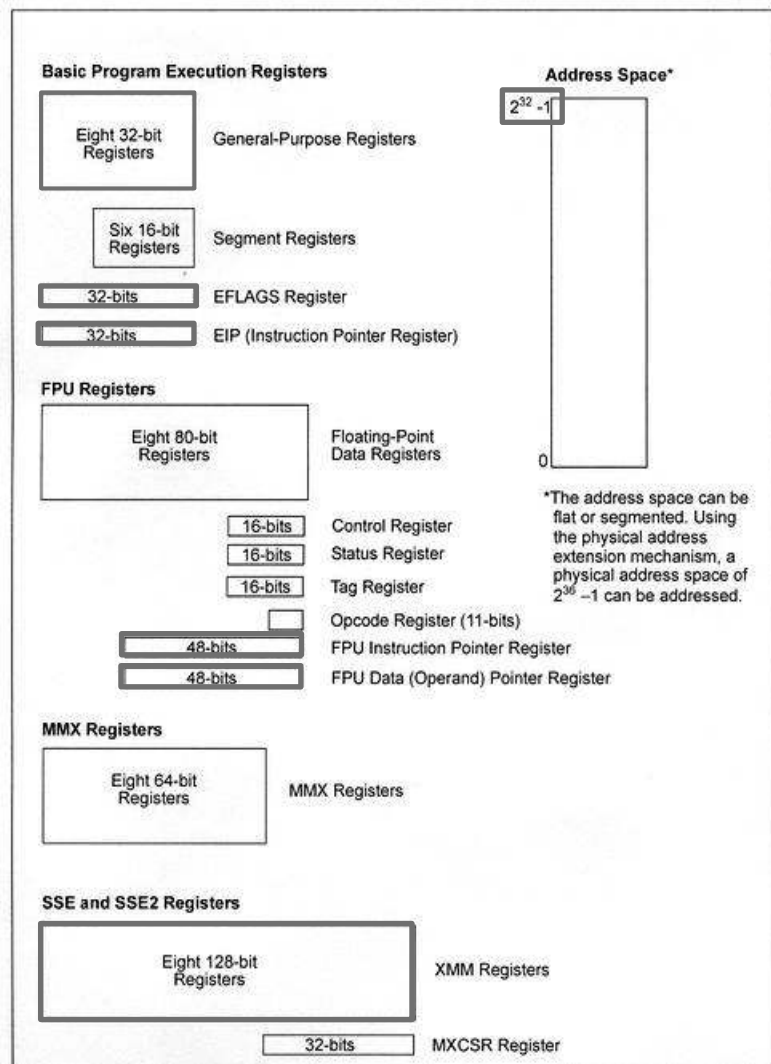 Basic Program Execution Registers
Address Space*
2³² -1
Eight 32-bit
Registers
General-Purpose Registers
Six 16-bit
Registers
Segment Registers
32-bits
EFLAGS Register
32-bits
EIP (Instruction Pointer Register)
FPU Registers
Eight 80-bit
Registers
Floating-Point
Data Registers
0
*The address space can be
flat or segmented. Using
the physical address
extension mechanism, a
physical address space of
2³⁶ –1 can be addressed.
16-bits
Control Register
16-bits
Status Register
16-bits
Tag Register
Opcode Register (11-bits)
48-bits
FPU Instruction Pointer Register
48-bits
FPU Data (Operand) Pointer Register
MMX Registers
Eight 64-bit
Registers
MMX Registers
SSE and SSE2 Registers
Eight 128-bit
Registers
XMM Registers
32-bits
MXCSR Register